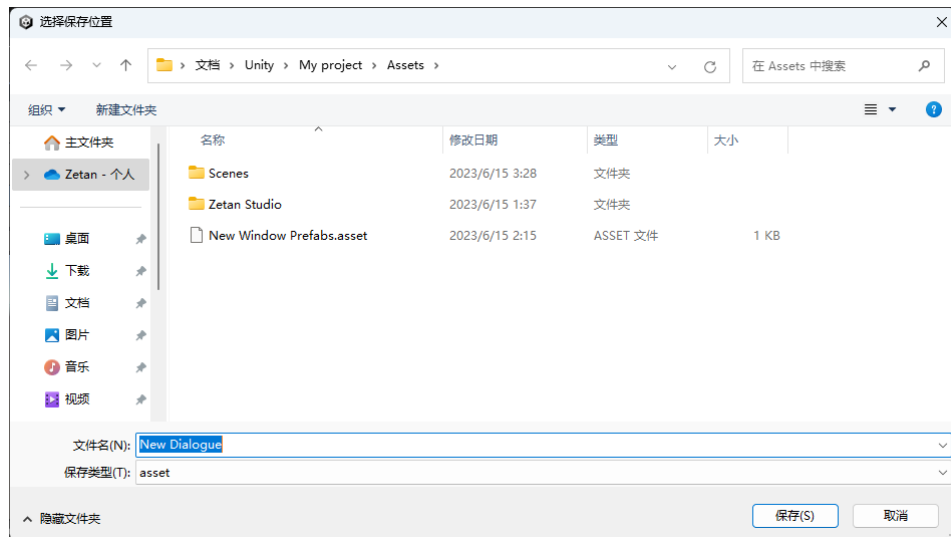 选择保存位置
文档 Unity My project Assets
在 Assets 中搜索
组织 新建文件夹
主文件夹
Zetan - 个人
桌面
下载
文档
图片
音乐
视频
名称 修改日期 类型 大小
Scenes 2023/6/15 3:28 文件夹
Zetan Studio 2023/6/15 1:37 文件夹
New Window Prefabs.asset 2023/6/15 2:15 ASSET 文件 1 KB
文件名(N): New Dialogue
保存类型(T): asset
隐藏文件夹
保存(S) 取消